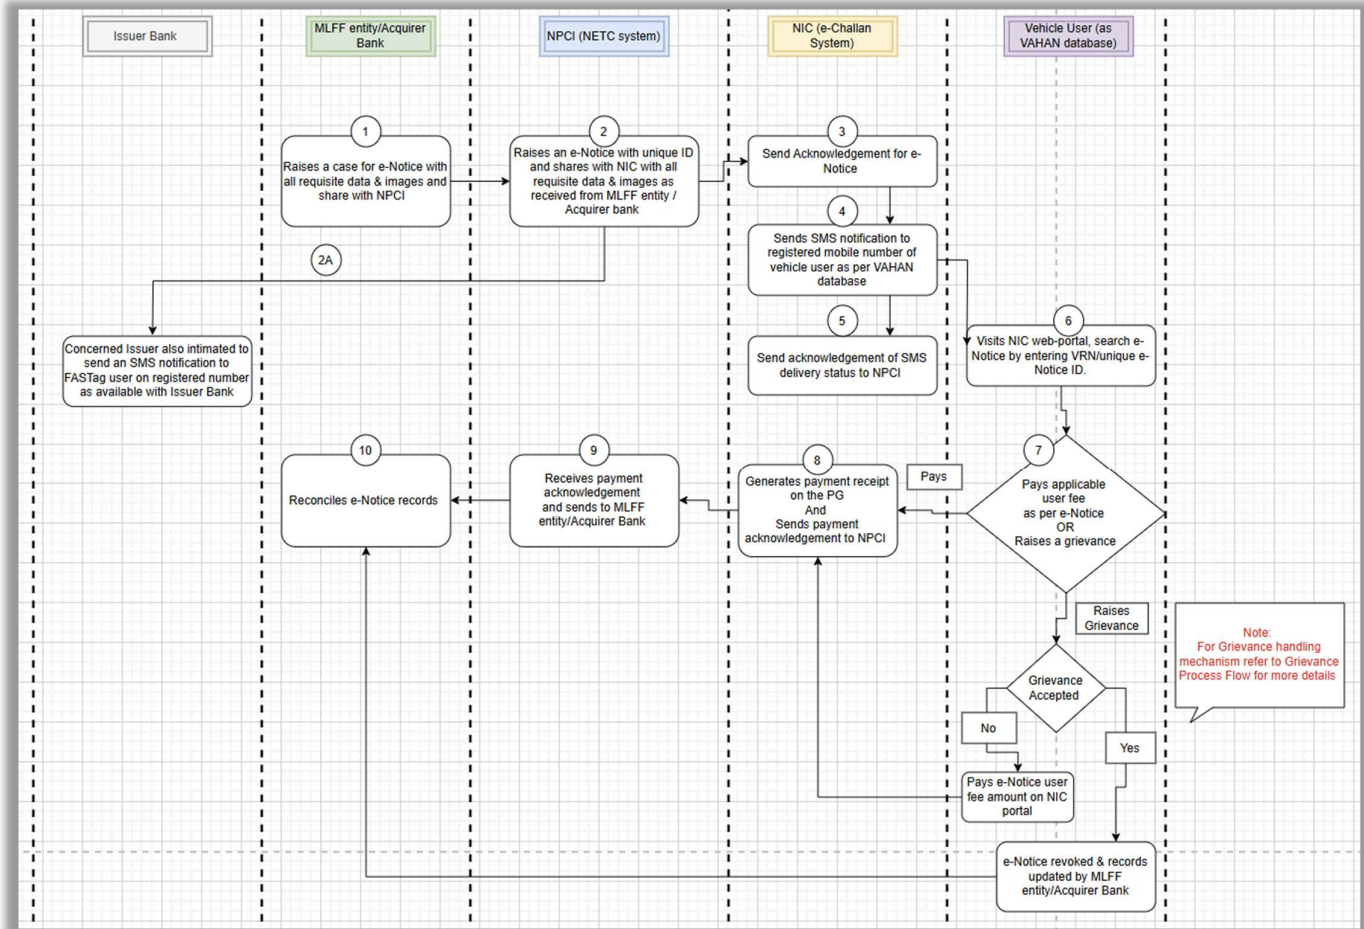 Issuer Bank
MLFF entity/Acquirer
Bank
NPCI (NETC system)
NIC (e-Challan
System)
Vehicle User (as
VAHAN database)
1
Raises a case for e-Notice with
all requisite data & images and
share with NPCI
2
Raises an e-Notice with unique ID
and shares with NIC with all
requisite data & images as
received from MLFF entity /
Acquirer bank
3
Send Acknowledgement for e-
Notice
4
Sends SMS notification to
registered mobile number of
vehicle user as per VAHAN
database
2A
Concerned Issuer also intimated to
send an SMS notification to
FASTag user on registered number
as available with Issuer Bank
5
Send acknowledgement of SMS
delivery status to NPCI
6
Visits NIC web-portal, search e-
Notice by entering VRN/unique e-
Notice ID.
7
Pays applicable
user fee
as per e-Notice
OR
Raises a grievance
Pays
8
Generates payment receipt
on the PG
And
Sends payment
acknowledgement to NPCI
9
Receives payment
acknowledgement
and sends to MLFF
entity/Acquirer Bank
10
Reconciles e-Notice records
Raises
Grievance
Grievance
Accepted
No
Yes
Pays e-Notice user
fee amount on NIC
portal
e-Notice revoked & records
updated by MLFF
entity/Acquirer Bank
Note:
For Grievance handling
mechanism refer to Grievance
Process Flow for more details